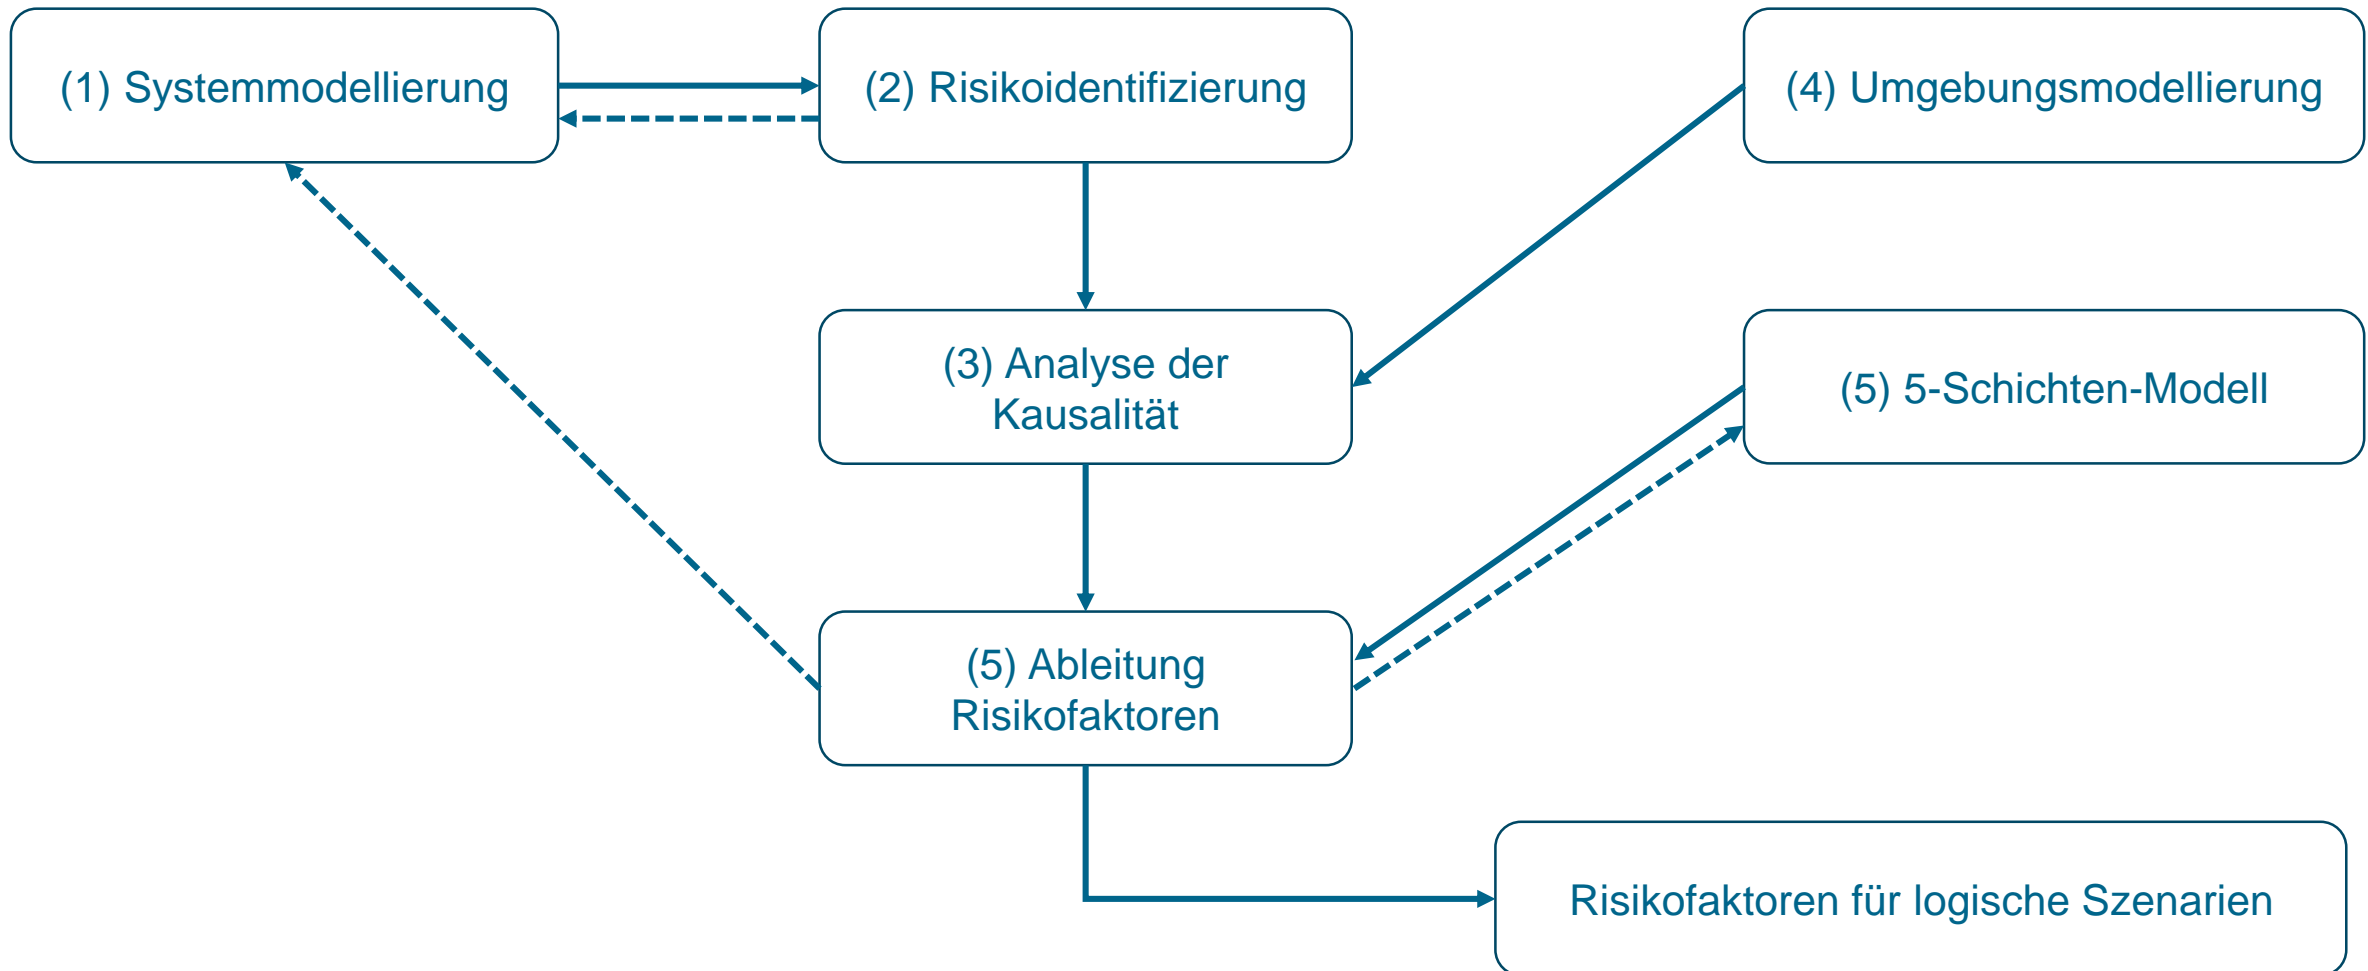 (1) Systemmodellierung
(2) Risikoidentifizierung
(4) Umgebungsmodellierung
(3) Analyse der
Kausalität
(5) 5-Schichten-Modell
(5) Ableitung
Risikofaktoren
Risikofaktoren für logische Szenarien